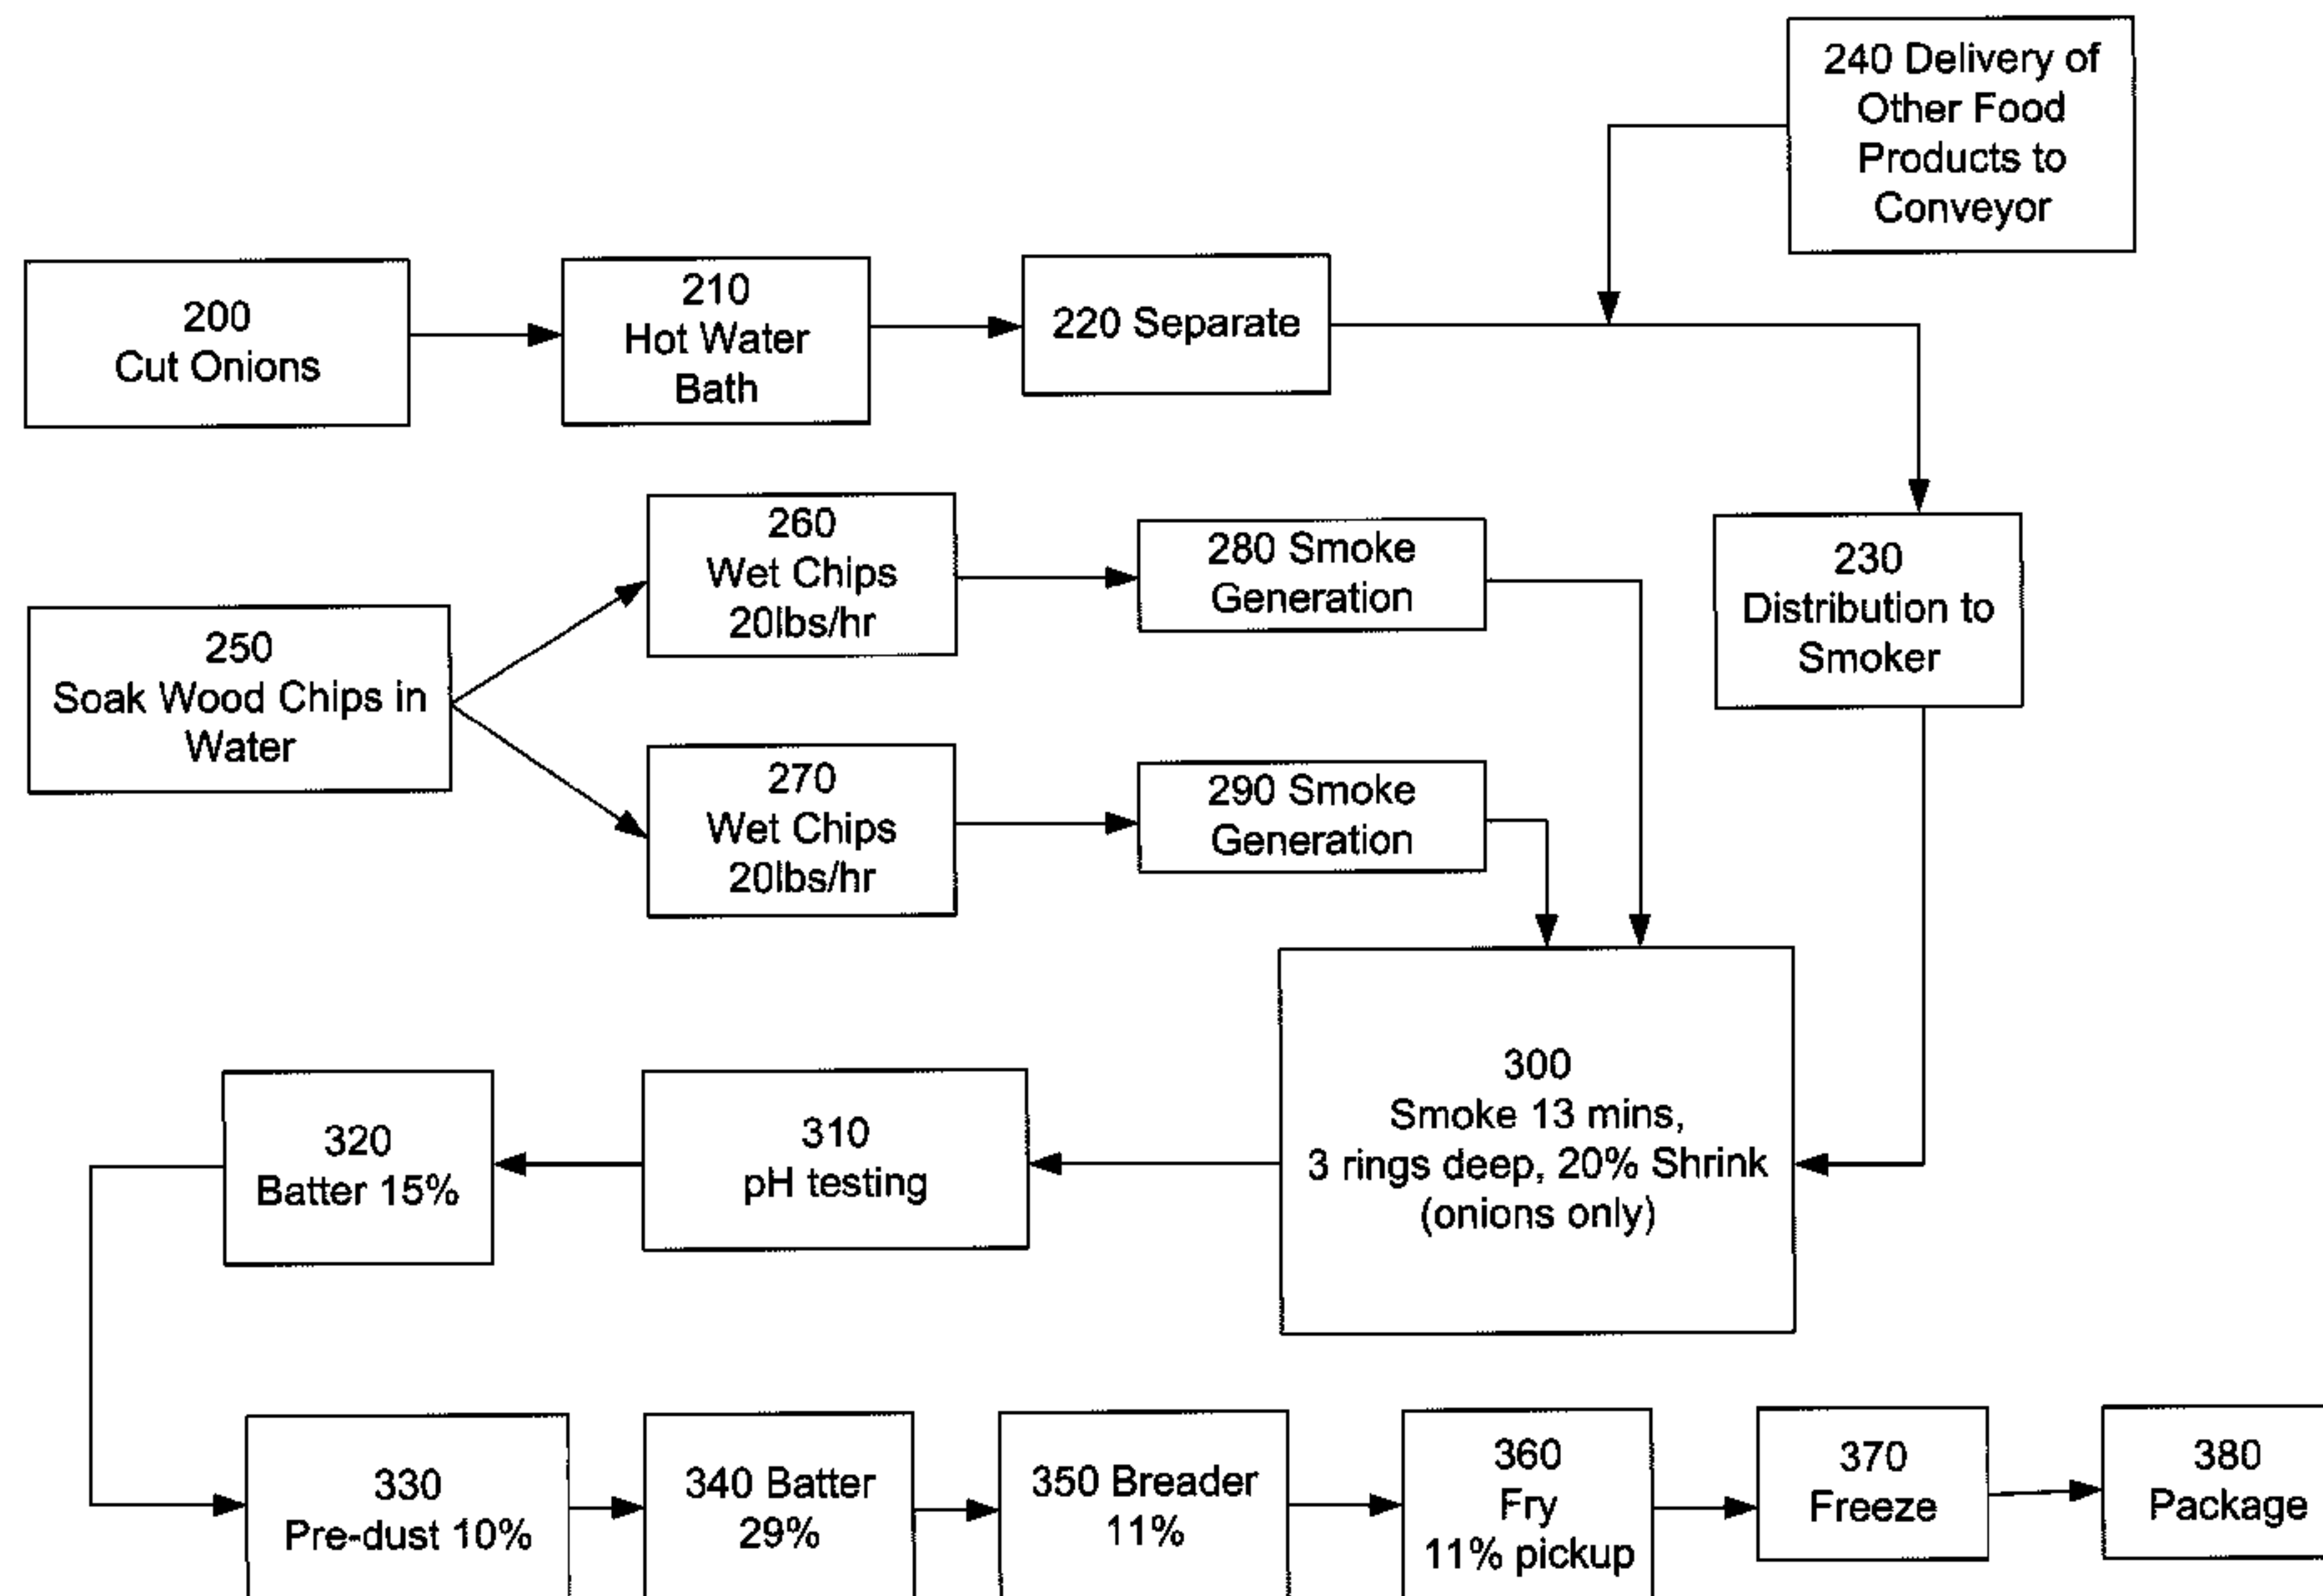 240 Delivery of
Other Food
Products to
Conveyor
200
Cut Onions
210
Hot Water
Bath
220 Separate
230
Distribution to
Smoker
250
Soak Wood Chips in
Water
260
Wet Chips
20lbs/hr
280 Smoke
Generation
270
Wet Chips
20lbs/hr
290 Smoke
Generation
300
Smoke 13 mins,
3 rings deep, 20% Shrink
(onions only)
310
pH testing
320
Batter 15%
330
Pre-dust 10%
340 Batter
29%
350 Breader
11%
360
Fry
11% pickup
370
Freeze
380
Package